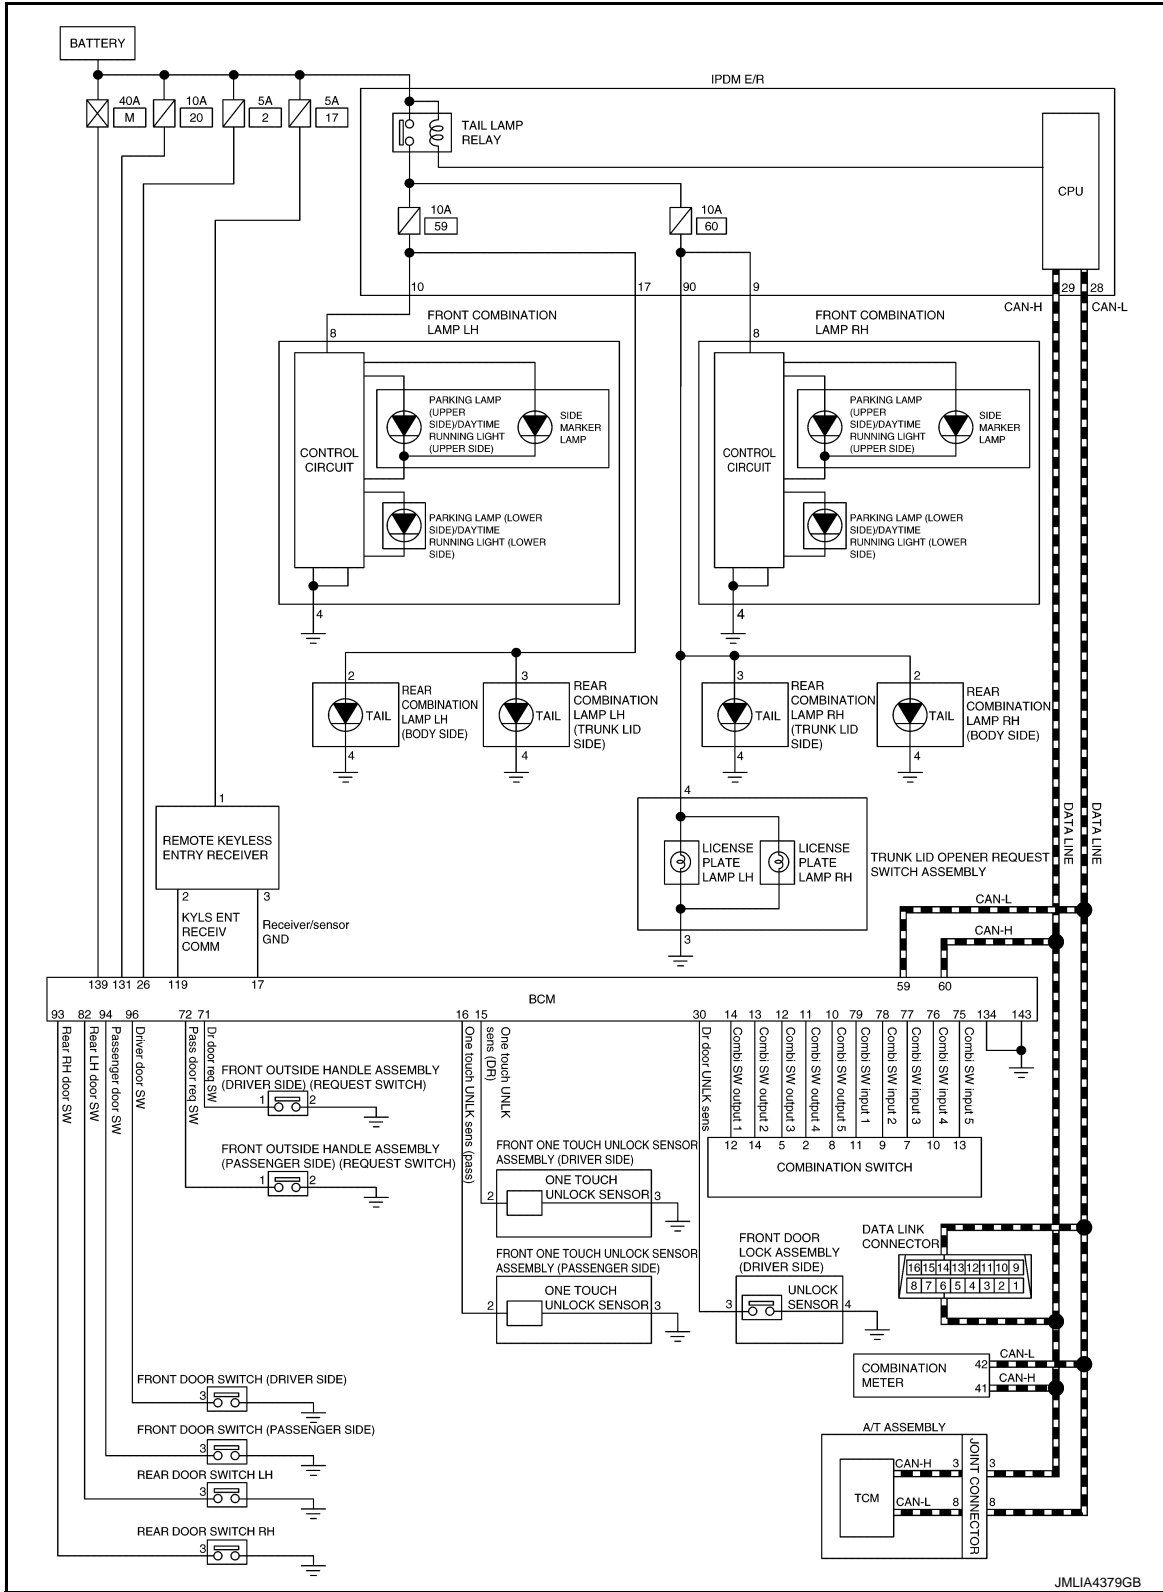 BATTERY
IPDM E/R
40A
M
10A
20
5A
2
5A
17
TAIL LAMP
RELAY
CPU
10A
59
10A
60
10
17
90
9
29
28
CAN-H
CAN-L
FRONT COMBINATION
LAMP LH
8
FRONT COMBINATION
LAMP RH
8
CONTROL
CIRCUIT
PARKING LAMP
(UPPER
SIDE)/DAYTIME
RUNNING LIGHT
(UPPER SIDE)
SIDE
MARKER
LAMP
PARKING LAMP (LOWER
SIDE)/DAYTIME
RUNNING LIGHT (LOWER
SIDE)
4
CONTROL
CIRCUIT
PARKING LAMP
(UPPER
SIDE)/DAYTIME
RUNNING LIGHT
(UPPER SIDE)
SIDE
MARKER
LAMP
PARKING LAMP (LOWER
SIDE)/DAYTIME
RUNNING LIGHT (LOWER
SIDE)
4
2
TAIL
4
REAR
COMBINATION
LAMP LH
(BODY SIDE)
3
TAIL
4
REAR
COMBINATION
LAMP LH
(TRUNK LID
SIDE)
3
TAIL
4
REAR
COMBINATION
LAMP RH
(TRUNK LID
SIDE)
2
TAIL
4
REAR
COMBINATION
LAMP RH
(BODY SIDE)
1
REMOTE KEYLESS
ENTRY RECEIVER
2
KYLS ENT
RECEIV
COMM
3
Receiver/sensor
GND
4
LICENSE
PLATE
LAMP LH
LICENSE
PLATE
LAMP RH
3
TRUNK LID OPENER REQUEST
SWITCH ASSEMBLY
DATA LINE
DATA LINE
CAN-L
CAN-H
139 131 26 119 17 59 60
BCM
93 82 94 96 72 71 16 15 30 14 13 12 11 10 79 78 77 76 75 134 143
Rear RH door SW
Rear LH door SW
Passenger door SW
Driver door SW
Pass door req SW
Dr door req SW
One touch UNLK sens (pass)
One touch UNLK
sens (DR)
Dr door UNLK sens
Combi SW output 1
Combi SW output 2
Combi SW output 3
Combi SW output 4
Combi SW output 5
Combi SW input 1
Combi SW input 2
Combi SW input 3
Combi SW input 4
Combi SW input 5
12 14 5 2 8 11 9 7 10 13
COMBINATION SWITCH
FRONT OUTSIDE HANDLE ASSEMBLY
(DRIVER SIDE) (REQUEST SWITCH)
1 2
FRONT OUTSIDE HANDLE ASSEMBLY
(PASSENGER SIDE) (REQUEST SWITCH)
1 2
FRONT ONE TOUCH UNLOCK SENSOR
ASSEMBLY (DRIVER SIDE)
ONE TOUCH
2 UNLOCK SENSOR 3
FRONT ONE TOUCH UNLOCK SENSOR
ASSEMBLY (PASSENGER SIDE)
ONE TOUCH
2 UNLOCK SENSOR 3
FRONT DOOR
LOCK ASSEMBLY
(DRIVER SIDE)
UNLOCK
3 SENSOR 4
DATA LINK
CONNECTOR
16 15 14 13 12 11 10 9
8 7 6 5 4 3 2 1
COMBINATION
METER
42 CAN-L
41 CAN-H
A/T ASSEMBLY
TCM
CAN-H 3 3
CAN-L 8 8
JOINT CONNECTOR
FRONT DOOR SWITCH (DRIVER SIDE)
3
FRONT DOOR SWITCH (PASSENGER SIDE)
3
REAR DOOR SWITCH LH
3
REAR DOOR SWITCH RH
3
JMLIA4379GB